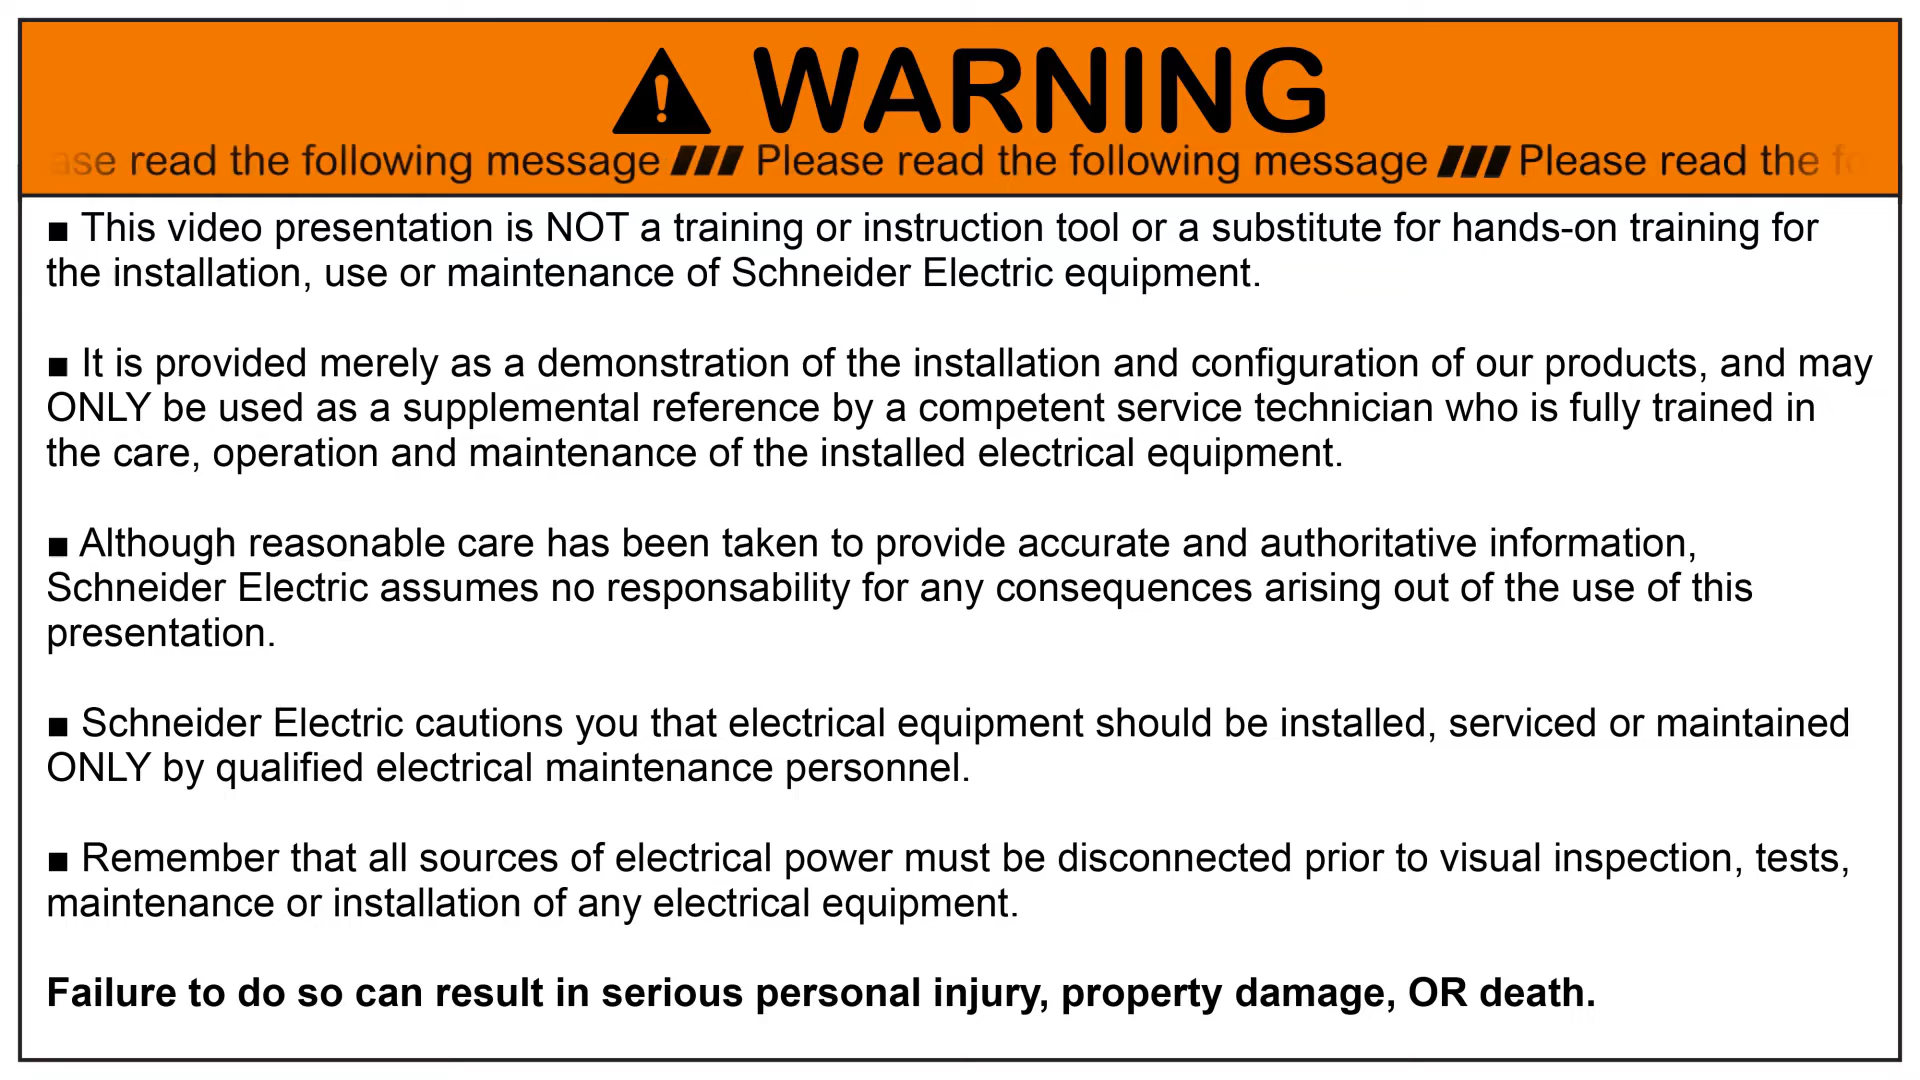 WARNING
ase read the following message /// Please read the following message /// Please read the fo
■ This video presentation is NOT a training or instruction tool or a substitute for hands-on training for
the installation, use or maintenance of Schneider Electric equipment.
■ It is provided merely as a demonstration of the installation and configuration of our products, and may
ONLY be used as a supplemental reference by a competent service technician who is fully trained in
the care, operation and maintenance of the installed electrical equipment.
■ Although reasonable care has been taken to provide accurate and authoritative information,
Schneider Electric assumes no responsability for any consequences arising out of the use of this
presentation.
■ Schneider Electric cautions you that electrical equipment should be installed, serviced or maintained
ONLY by qualified electrical maintenance personnel.
■ Remember that all sources of electrical power must be disconnected prior to visual inspection, tests,
maintenance or installation of any electrical equipment.
Failure to do so can result in serious personal injury, property damage, OR death.